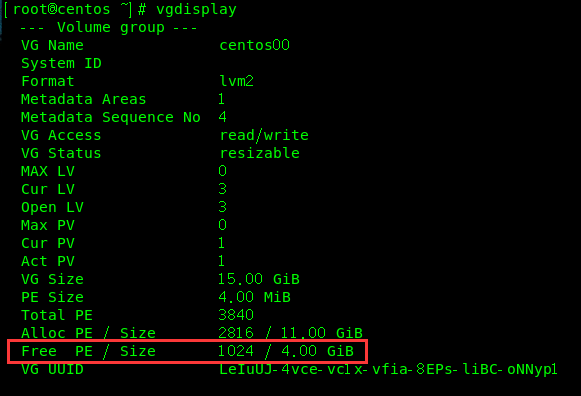 [root@centos ~]# vgdisplay
--- Volume group ---
VG Name centos00
System ID
Format lvm2
Metadata Areas 1
Metadata Sequence No 4
VG Access read/write
VG Status resizable
MAX LV 0
Cur LV 3
Open LV 3
Max PV 0
Cur PV 1
Act PV 1
VG Size 15.00 GiB
PE Size 4.00 MiB
Total PE 3840
Alloc PE / Size 2816 / 11.00 GiB
Free PE / Size 1024 / 4.00 GiB
VG UUID LeIuUJ-4vce-vc1x-vfia-8EPs-liBC-oNNyp1